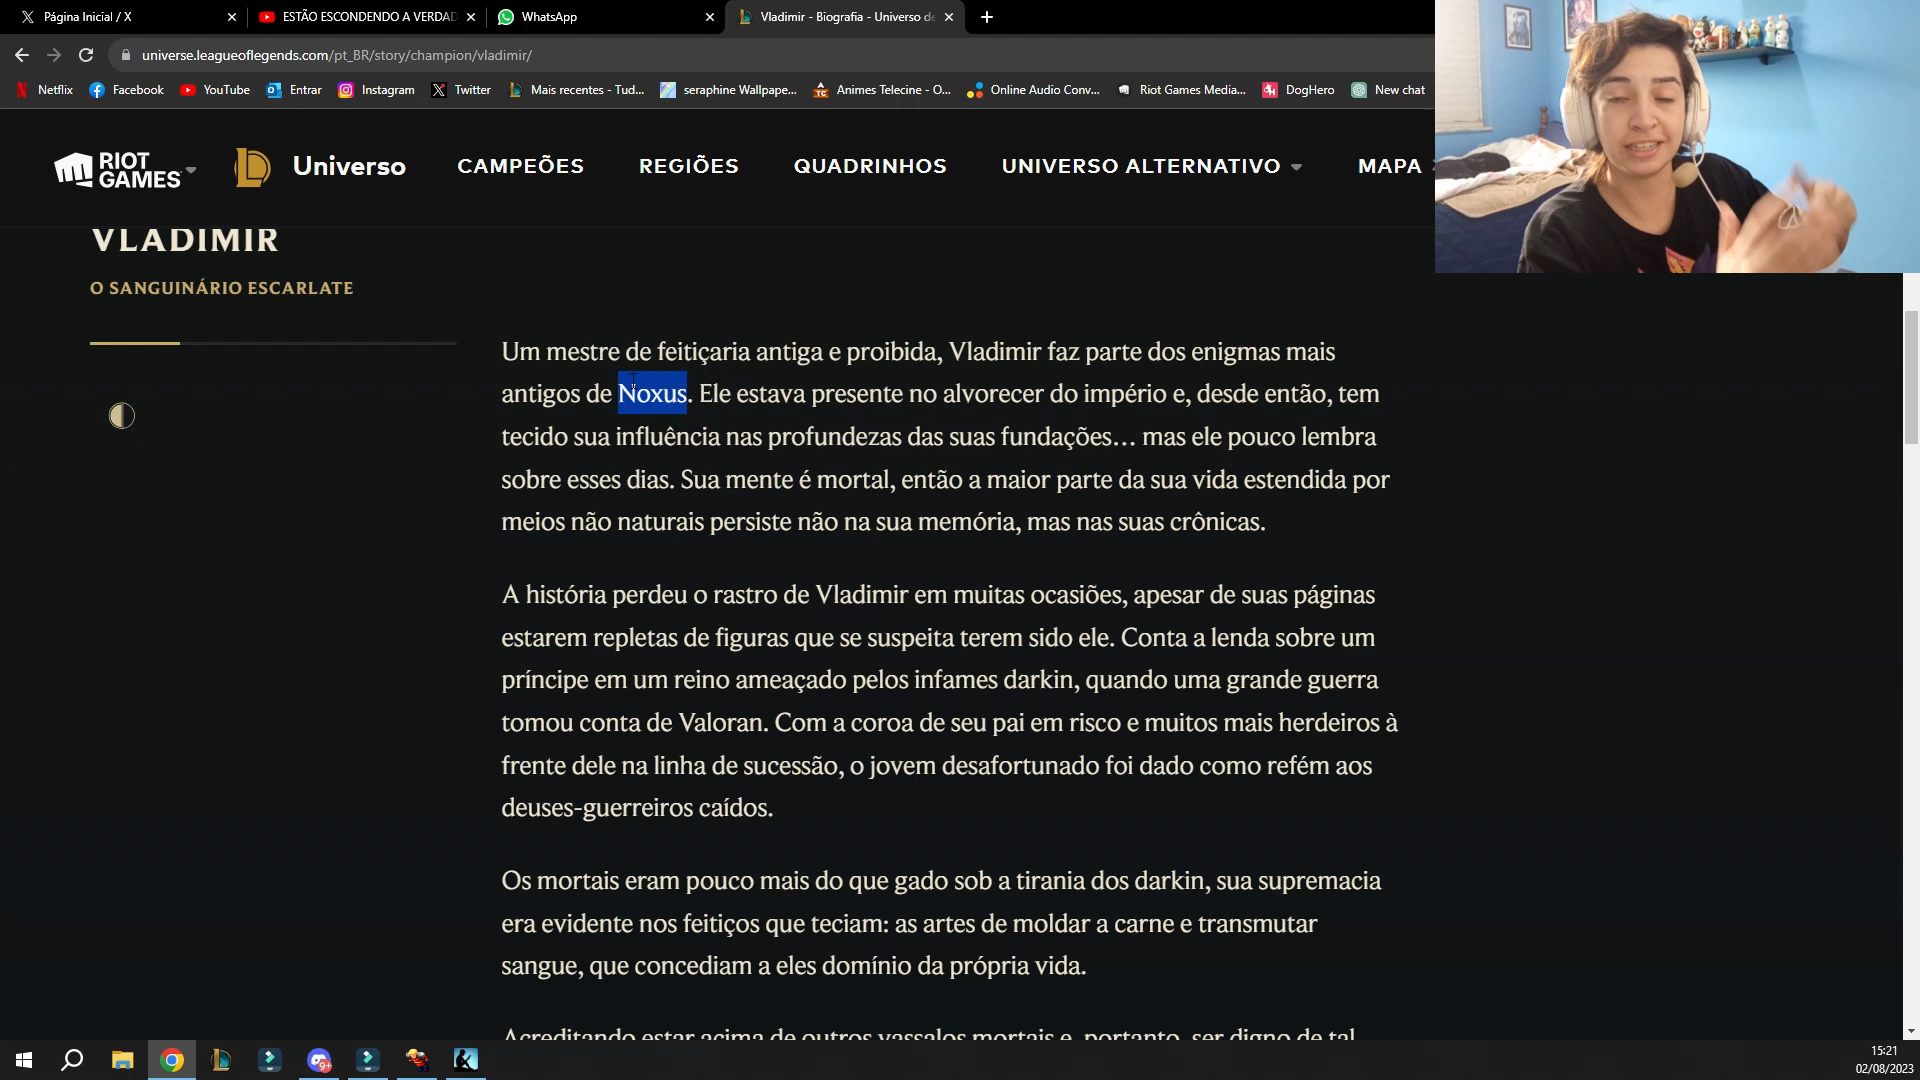 Página Inicial / X
ESTÃO ESCONDENDO A VERDAD
WhatsApp
Vladimir - Biografia - Universo de
universe.leagueoflegends.com/pt_BR/story/champion/vladimir/
Netflix
Facebook
YouTube
Entrar
Instagram
Twitter
Mais recentes - Tud...
seraphine Wallpape...
Animes Telecine - O...
Online Audio Conv...
Riot Games Media...
DogHero
New chat
RIOT
GAMES
Universo
CAMPEÕES
REGIÕES
QUADRINHOS
UNIVERSO ALTERNATIVO
MAPA
VLADIMIR
O SANGUINÁRIO ESCARLATE
Um mestre de feitiçaria antiga e proibida, Vladimir faz parte dos enigmas mais
antigos de Noxus. Ele estava presente no alvorecer do império e, desde então, tem
tecido sua influência nas profundezas das suas fundações… mas ele pouco lembra
sobre esses dias. Sua mente é mortal, então a maior parte da sua vida estendida por
meios não naturais persiste não na sua memória, mas nas suas crônicas.
A história perdeu o rastro de Vladimir em muitas ocasiões, apesar de suas páginas
estarem repletas de figuras que se suspeita terem sido ele. Conta a lenda sobre um
príncipe em um reino ameaçado pelos infames darkin, quando uma grande guerra
tomou conta de Valoran. Com a coroa de seu pai em risco e muitos mais herdeiros à
frente dele na linha de sucessão, o jovem desafortunado foi dado como refém aos
deuses-guerreiros caídos.
Os mortais eram pouco mais do que gado sob a tirania dos darkin, sua supremacia
era evidente nos feitiços que teciam: as artes de moldar a carne e transmutar
sangue, que concediam a eles domínio da própria vida.
Acreditando estar acima de outros vassalos mortais e, portanto, ser digno de tal
9+
15:21
02/08/2023